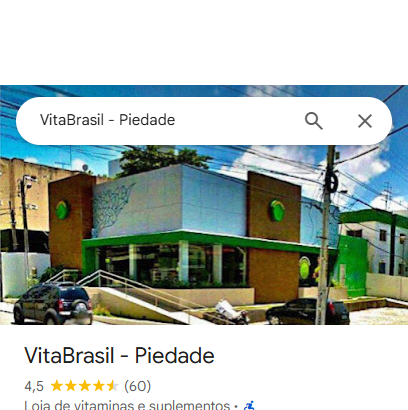 VitaBrasil - Piedade
VitaBrasil - Piedade
4,5 (60)
Loja de vitaminas e suplementos ·